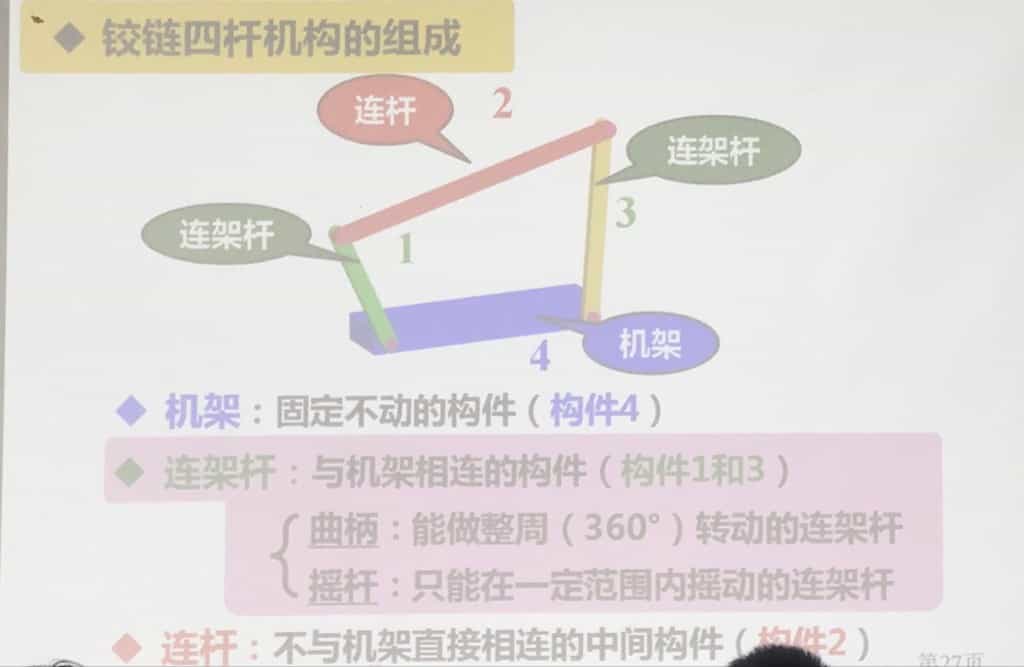 铰链四杆机构的组成
连杆
2
连架杆
3
连架杆
1
机架
4
机架：固定不动的构件（构件4）
连架杆：与机架相连的构件（构件1和3）
曲柄：能做整周（360°）转动的连架杆
摇杆：只能在一定范围内摇动的连架杆
连杆：不与机架直接相连的中间构件（构件2）
第27页